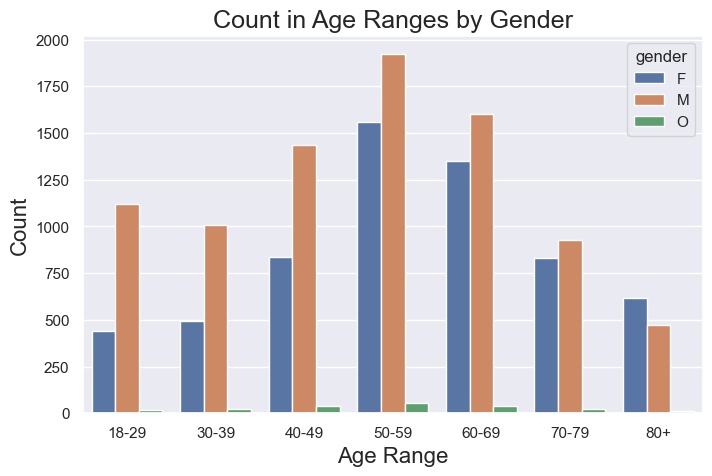 Count in Age Ranges by Gender
2000
1750
1500
1250
1000
750
500
250
0
Count
gender
F
M
O
18-29 30-39 40-49 50-59 60-69 70-79 80+
Age Range